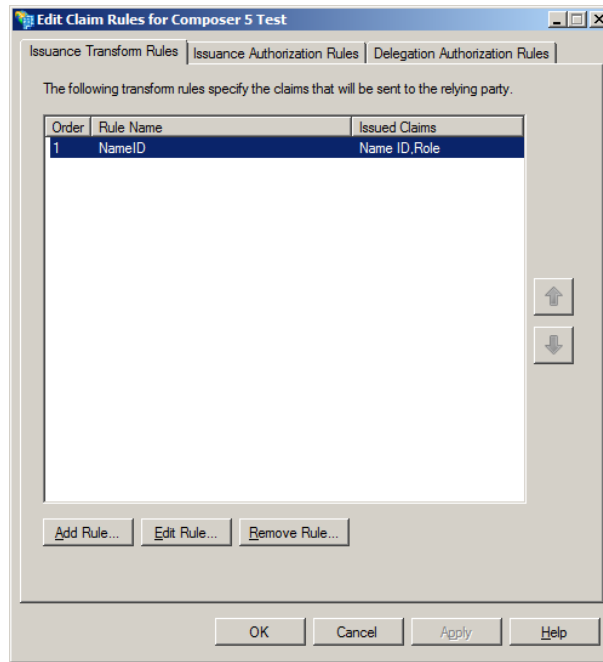 Edit Claim Rules for Composer 5 Test
Issuance Transform Rules Issuance Authorization Rules Delegation Authorization Rules
The following transform rules specify the claims that will be sent to the relying party.
Order Rule Name Issued Claims
1 NameID Name ID,Role
Add Rule... Edit Rule... Remove Rule...
OK Cancel Apply Help